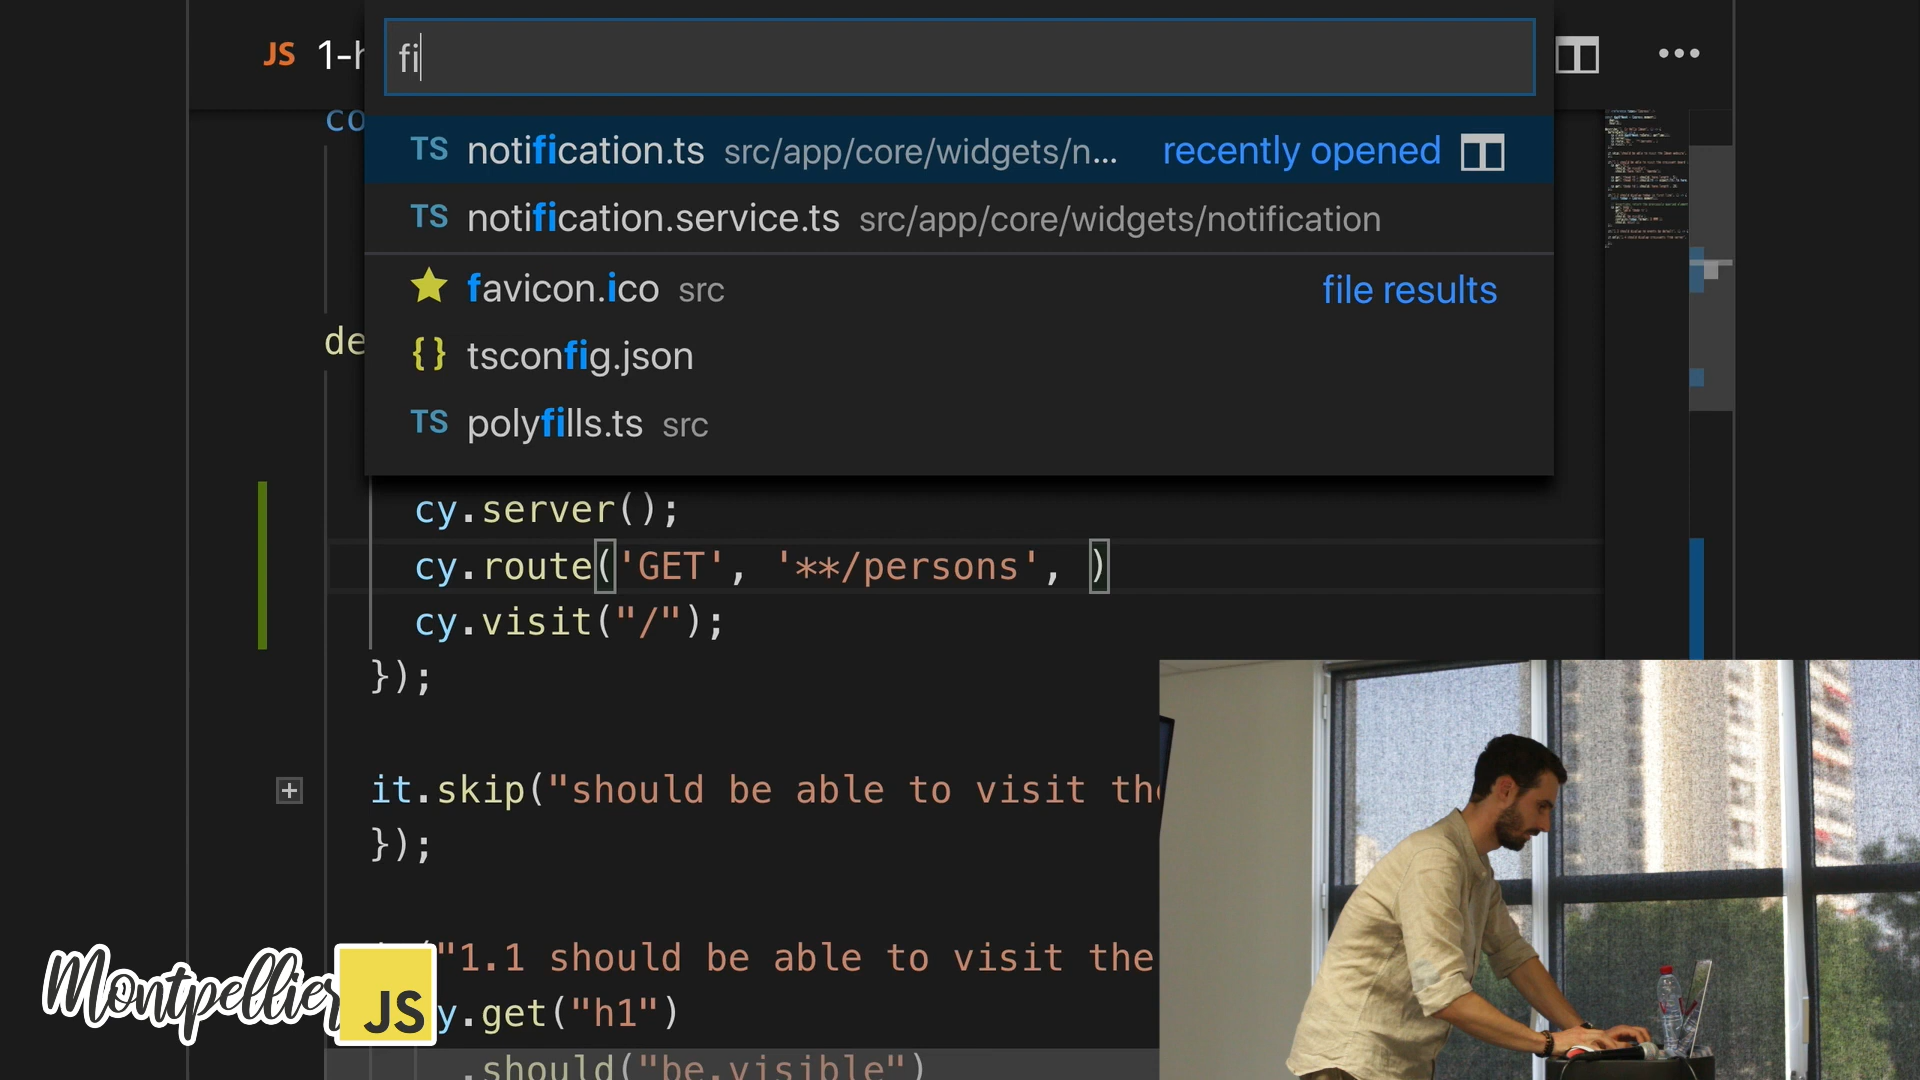 JS 1-h
fi
co
TS notification.ts src/app/core/widgets/n... recently opened
TS notification.service.ts src/app/core/widgets/notification
favicon.ico src file results
{} tsconfig.json
de
TS polyfills.ts src
cy.server();
cy.route('GET', '**/persons', )
cy.visit("/");
});
it.skip("should be able to visit the
});
"1.1 should be able to visit the
y.get("h1")
.should("be.visible")
Montpellier JS